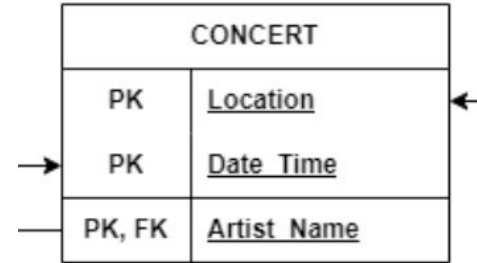 CONCERT
PK Location
PK Date_Time
PK, FK Artist_Name